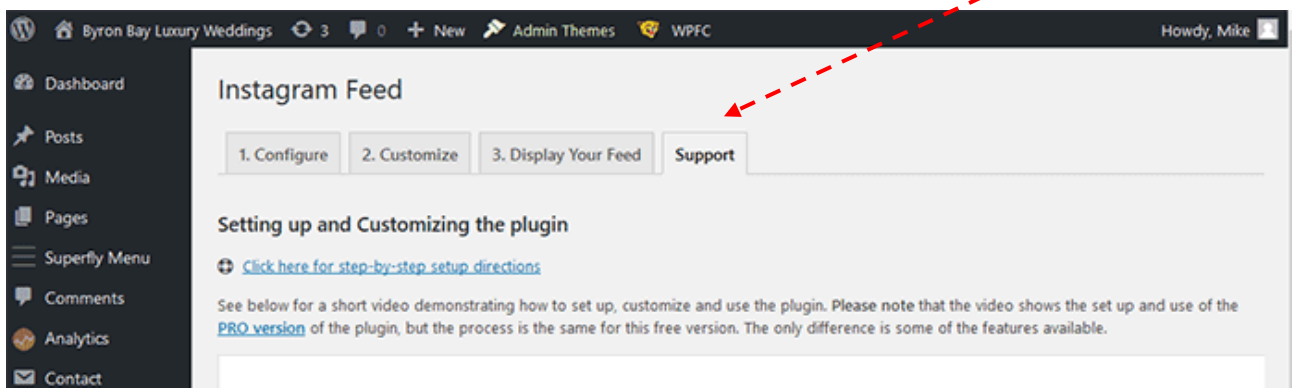 Byron Bay Luxury Weddings 3 0 + New Admin Themes WPFC Howdy, Mike
Dashboard
Posts
Media
Pages
Superfly Menu
Comments
Analytics
Contact
Instagram Feed
1. Configure 2. Customize 3. Display Your Feed Support
Setting up and Customizing the plugin
Click here for step-by-step setup directions
See below for a short video demonstrating how to set up, customize and use the plugin. Please note that the video shows the set up and use of the
PRO version of the plugin, but the process is the same for this free version. The only difference is some of the features available.